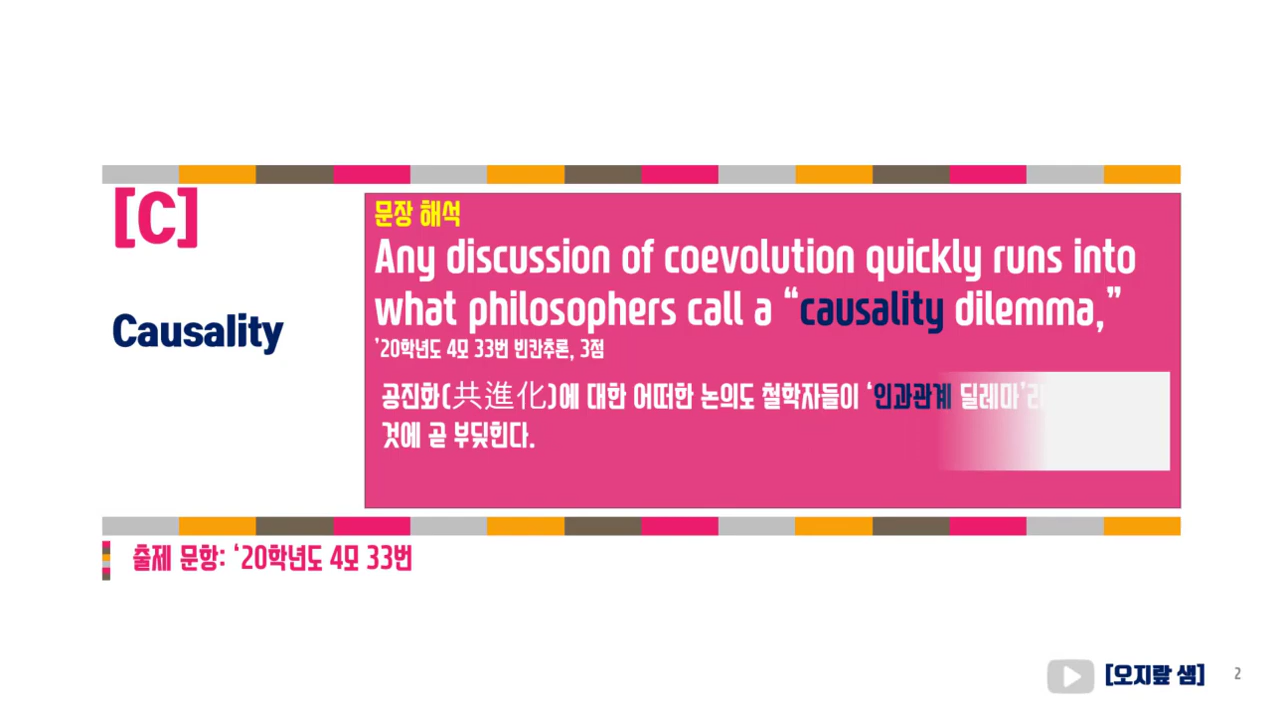 [C]
Causality
문장 해석
Any discussion of coevolution quickly runs into
what philosophers call a “causality dilemma,”
’20학년도 4모 33번 빈칸추론, 3점
공진화(共進化)에 대한 어떠한 논의도 철학자들이 ‘인과관계 딜레마’
것에 곧 부딪힌다.
출제 문항: ‘20학년도 4모 33번
[오지랖 샘]
2